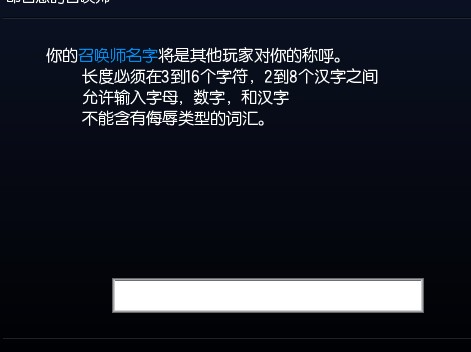 你的召唤师名字将是其他玩家对你的称呼。
长度必须在3到16个字符，2到8个汉字之间
允许输入字母，数字，和汉字
不能含有侮辱类型的词汇。